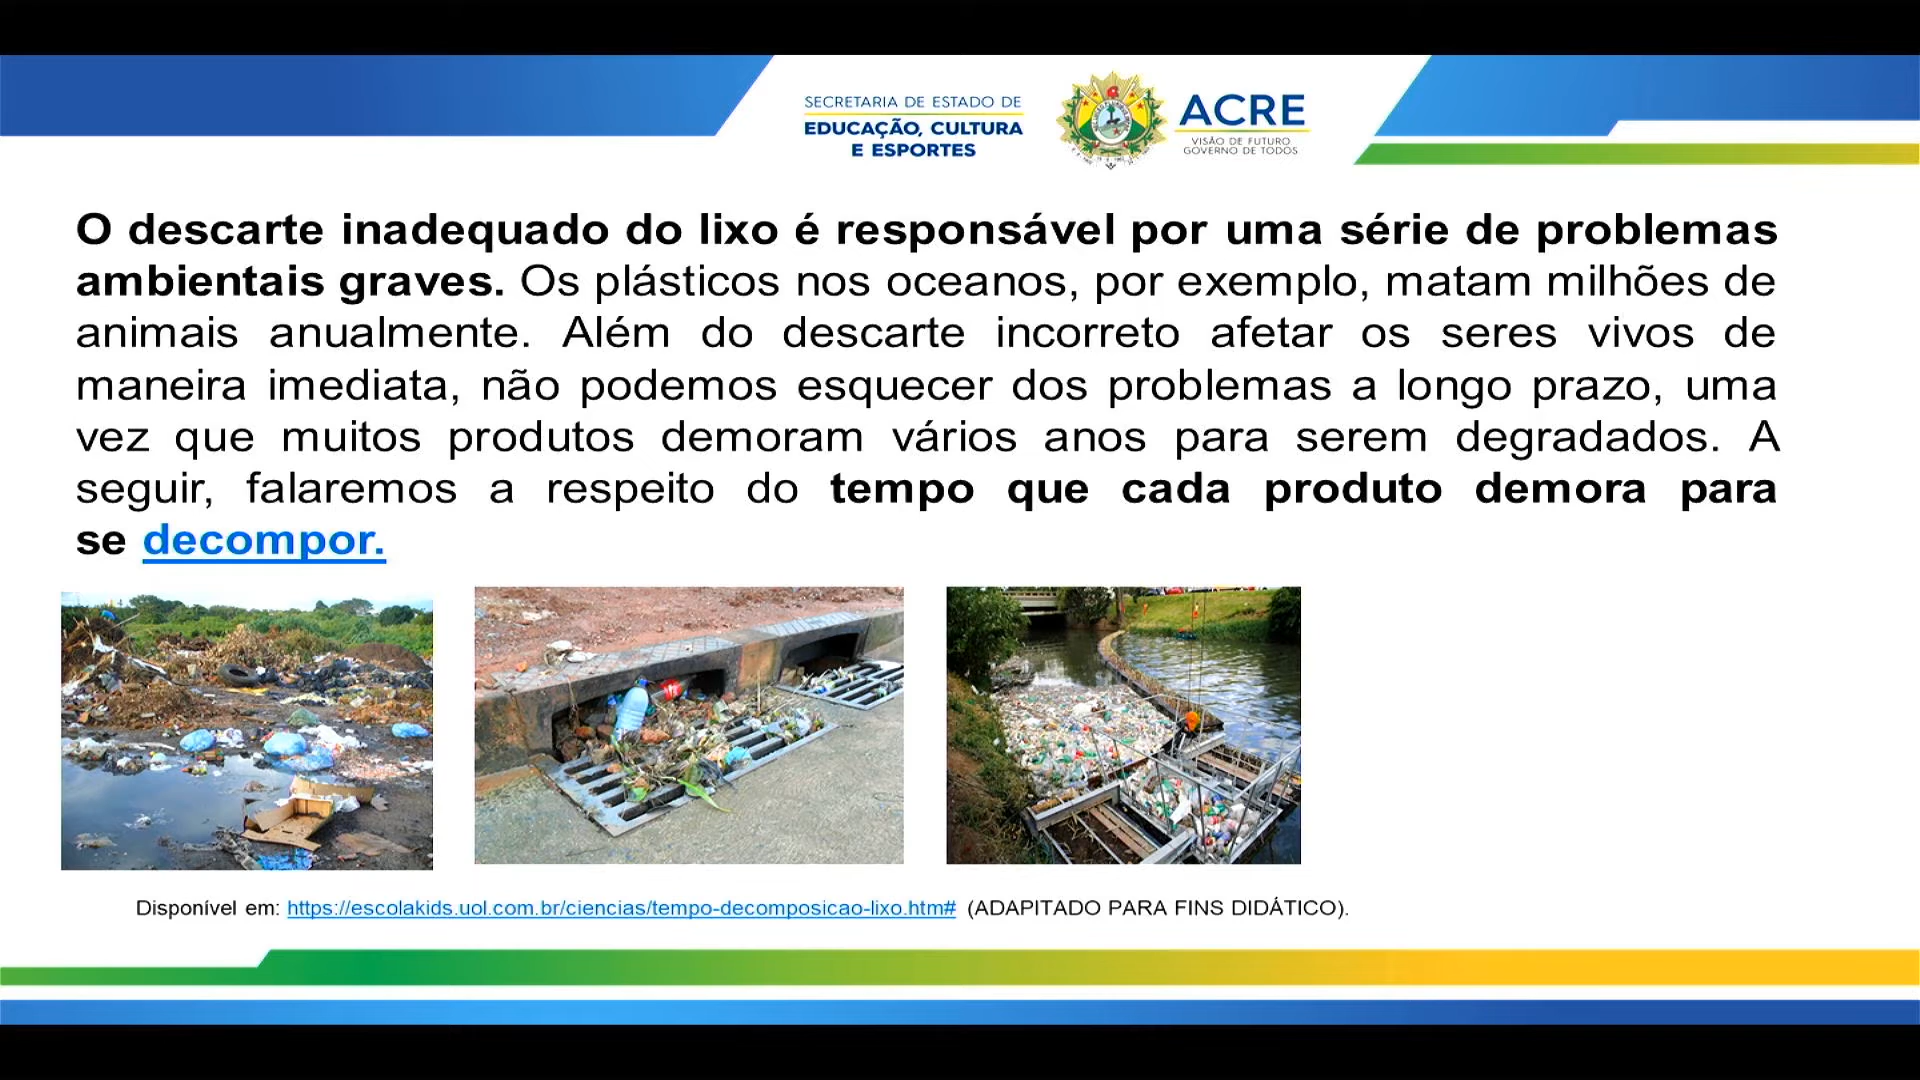 SECRETARIA DE ESTADO DE
EDUCAÇÃO, CULTURA
E ESPORTES
ACRE
VISÃO DE FUTURO
GOVERNO DE TODOS
O descarte inadequado do lixo é responsável por uma série de problemas
ambientais graves. Os plásticos nos oceanos, por exemplo, matam milhões de
animais anualmente. Além do descarte incorreto afetar os seres vivos de
maneira imediata, não podemos esquecer dos problemas a longo prazo, uma
vez que muitos produtos demoram vários anos para serem degradados. A
seguir, falaremos a respeito do tempo que cada produto demora para
se decompor.
Disponível em: https://escolakids.uol.com.br/ciencias/tempo-decomposicao-lixo.htm# (ADAPITADO PARA FINS DIDÁTICO).